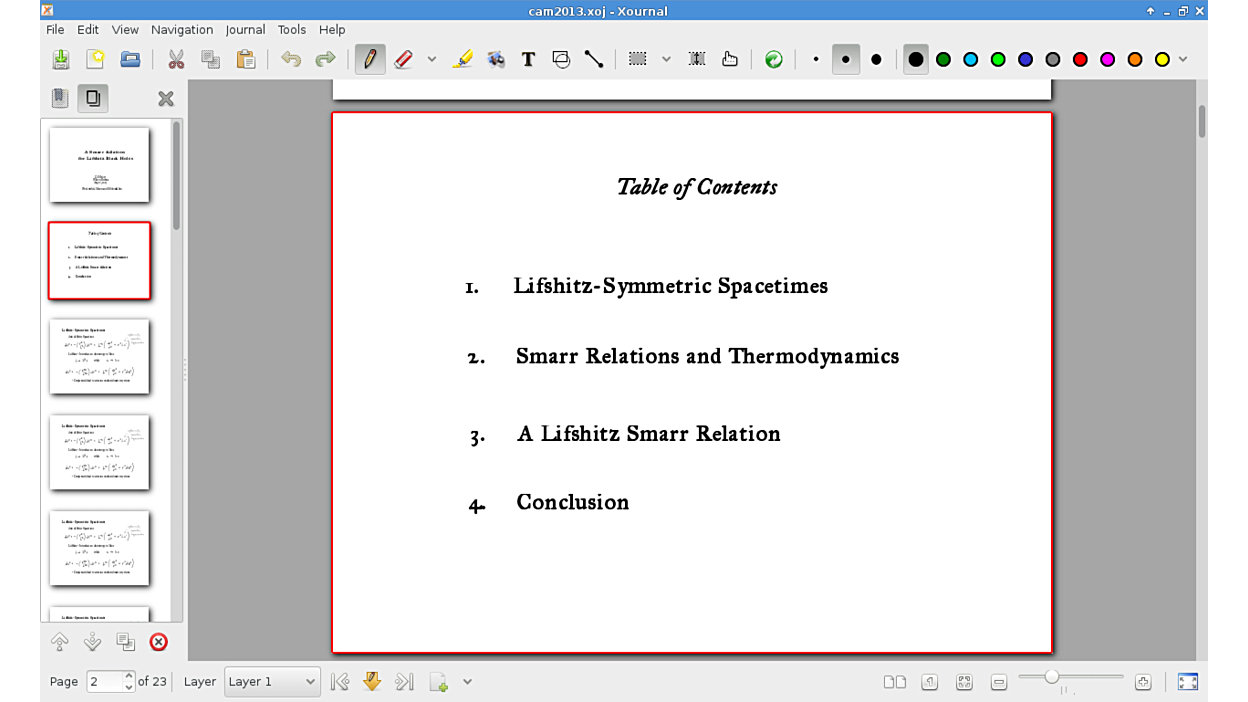 cam2013.xoj - Xournal
File Edit View Navigation Journal Tools Help
Table of Contents
1. Lifshitz-Symmetric Spacetimes
2. Smarr Relations and Thermodynamics
3. A Lifshitz Smarr Relation
4. Conclusion
Page 2 of 23 Layer Layer 1